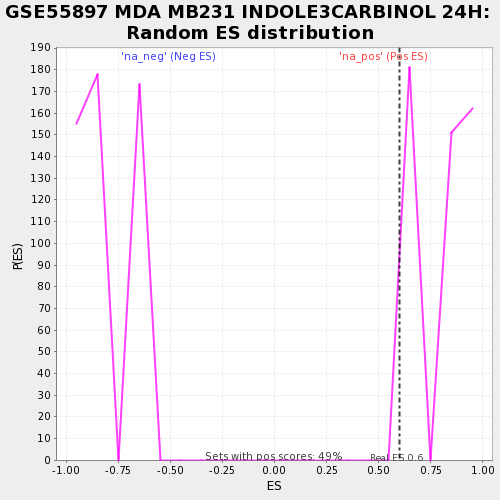 GSE55897 MDA MB231 INDOLE3CARBINOL 24H:
Random ES distribution
'na_neg' (Neg ES)
'na_pos' (Pos ES)
190
180
170
160
150
140
130
120
110
100
90
80
70
60
50
40
30
20
10
0
P(ES)
Sets with pos scores: 49%
Real ES 0.6
-1.00 -0.75 -0.50 -0.25 0.00 0.25 0.50 0.75 1.00
ES